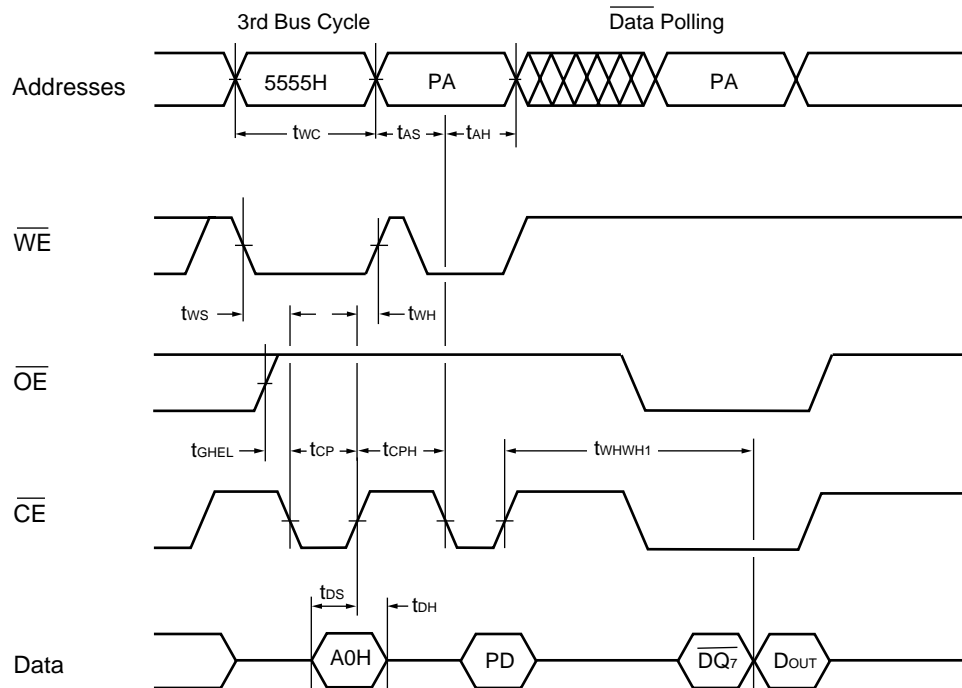 3rd Bus Cycle Data Polling
Addresses 5555H PA PA
tWC tAS tAH
WE
tWS tWH
OE
tGHEL tCP tCPH tWHWH1
CE
tDS tDH
Data A0H PD DQ7 DOUT